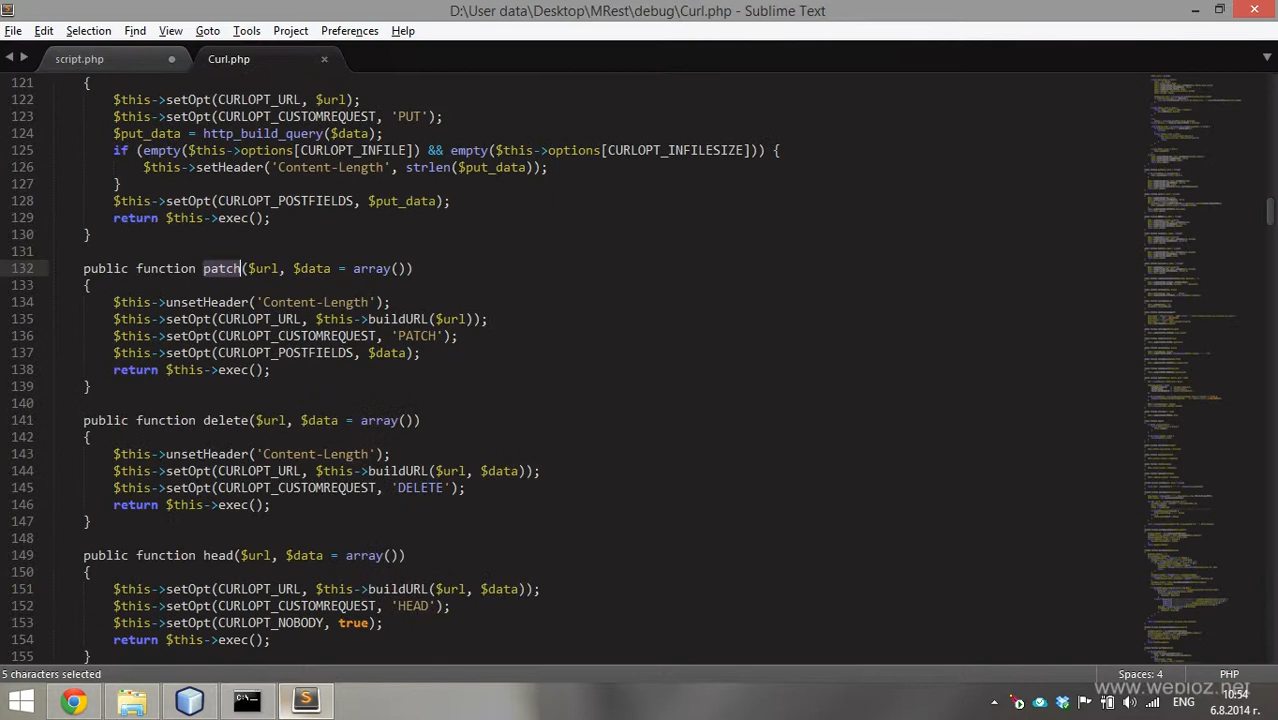 D:\User data\Desktop\MRest\debug\Curl.php - Sublime Text
File Edit Selection Find View Goto Tools Project Preferences Help
script.php Curl.php
121 {
122 $this->setOpt(CURLOPT_URL, $url);
123 $this->setOpt(CURLOPT_CUSTOMREQUEST, 'PUT');
124 $put_data = http_build_query($data);
125 if (empty($this->options[CURLOPT_INFILE]) && empty($this->options[CURLOPT_INFILESIZE])) {
126 $this->setHeader('Content-Length', strlen($put_data));
127 }
128 $this->setOpt(CURLOPT_POSTFIELDS, $put_data);
129 return $this->exec();
130 }
131
132 public function patch($url, $data = array())
133 {
134 $this->unsetHeader('Content-Length');
135 $this->setOpt(CURLOPT_URL, $this->buildURL($url));
136 $this->setOpt(CURLOPT_CUSTOMREQUEST, 'PATCH');
137 $this->setOpt(CURLOPT_POSTFIELDS, $data);
138 return $this->exec();
139 }
140
141 public function delete($url, $data = array())
142 {
143 $this->unsetHeader('Content-Length');
144 $this->setOpt(CURLOPT_URL, $this->buildURL($url, $data));
145 $this->setOpt(CURLOPT_CUSTOMREQUEST, 'DELETE');
146 return $this->exec();
147 }
148
149 public function head($url, $data = array())
150 {
151 $this->setOpt(CURLOPT_URL, $this->buildURL($url, $data));
152 $this->setOpt(CURLOPT_CUSTOMREQUEST, 'HEAD');
153 $this->setOpt(CURLOPT_NOBODY, true);
154 return $this->exec();
155 }
5 characters selected Spaces: 4 PHP
www.webioz.net
ENG 10:54
6.8.2014 г.